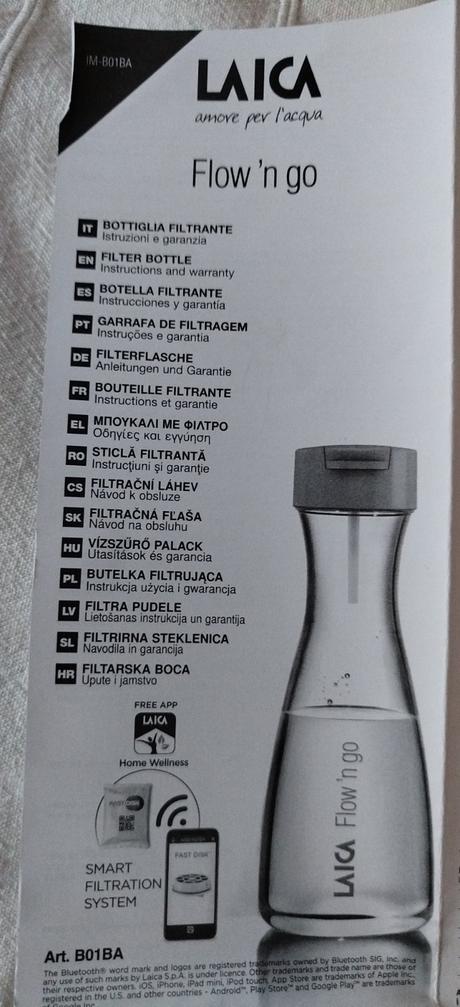 IM-B01BA
LAICA
amore per l'acqua
Flow 'n go
IT BOTTIGLIA FILTRANTE
Istruzioni e garanzia
EN FILTER BOTTLE
Instructions and warranty
ES BOTELLA FILTRANTE
Instrucciones y garantía
PT GARRAFA DE FILTRAGEM
Instruções e garantia
DE FILTERFLASCHE
Anleitungen und Garantie
FR BOUTEILLE FILTRANTE
Instructions et garantie
EL ΜΠΟΥΚΑΛΙ ΜΕ ΦΙΛΤΡΟ
Οδηγίες και εγγύηση
RO STICLĂ FILTRANTĂ
Instrucţiuni şi garanţie
CS FILTRAČNÍ LÁHEV
Návod k obsluze
SK FILTRAČNÁ FĽAŠA
Návod na obsluhu
HU VÍZSZŰRŐ PALACK
Utasítások és garancia
PL BUTELKA FILTRUJĄCA
Instrukcja użycia i gwarancja
LV FILTRA PUDELE
Lietošanas instrukcija un garantija
SL FILTRIRNA STEKLENICA
Navodila in garancija
HR FILTARSKA BOCA
Upute i jamstvo
FREE APP
LAICA
Home Wellness
FAST DISK
FAST DISK
SMART
FILTRATION
SYSTEM
LAICA Flow 'n go
Art. B01BA
The Bluetooth® word mark and logos are registered trademarks owned by Bluetooth SIG, Inc. and
any use of such marks by Laica S.p.A. is under licence. Other trademarks and trade name are those of
their respective owners. iOS, iPhone, iPad mini, iPod touch, App Store are trademarks of Apple Inc.,
registered in the U.S. and other countries - Android™, Play Store™ and Google Play™ are trademarks
Google Inc.